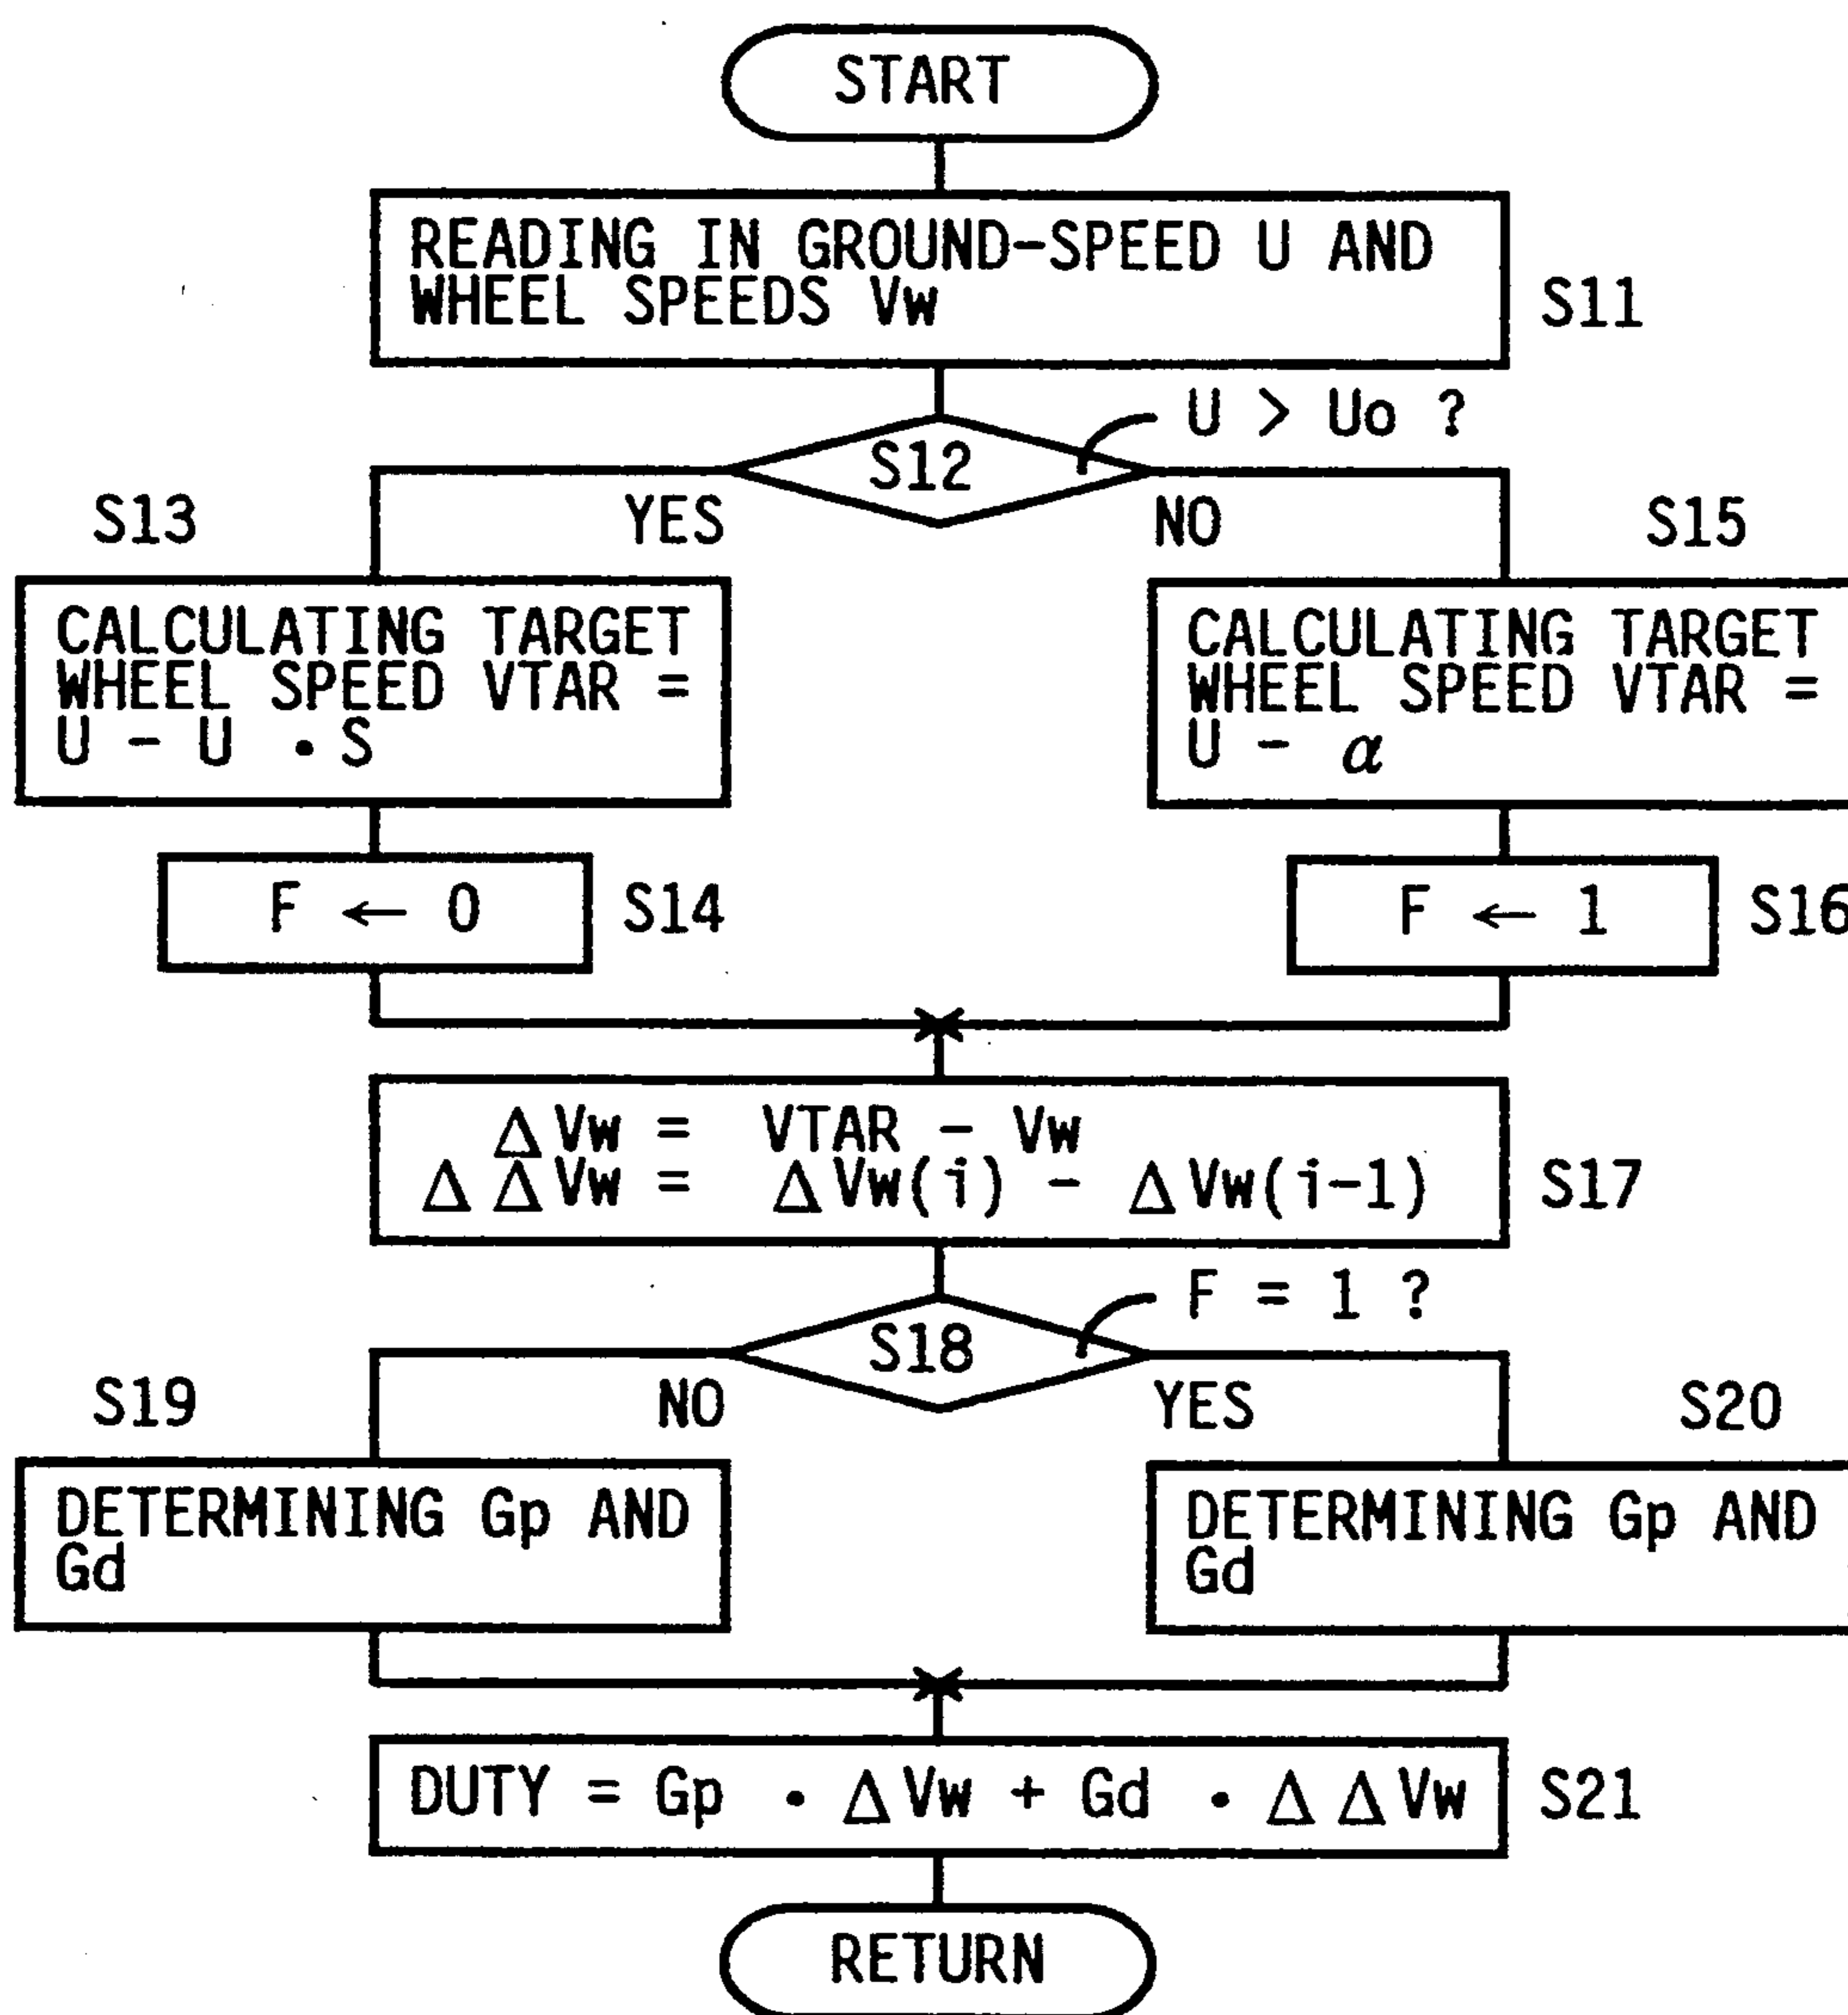 START
READING IN GROUND-SPEED U AND
WHEEL SPEEDS Vw
S11
U > Uo ?
S12
YES
NO
S13
CALCULATING TARGET
WHEEL SPEED VTAR =
U - U · S
S15
CALCULATING TARGET
WHEEL SPEED VTAR =
U - α
F ← 0
S14
F ← 1
S16
ΔVw = VTAR - Vw
ΔΔVw = ΔVw(i) - ΔVw(i-1)
S17
F = 1 ?
S18
NO
YES
S19
DETERMINING Gp AND
Gd
S20
DETERMINING Gp AND
Gd
DUTY = Gp · ΔVw + Gd · ΔΔVw
S21
RETURN